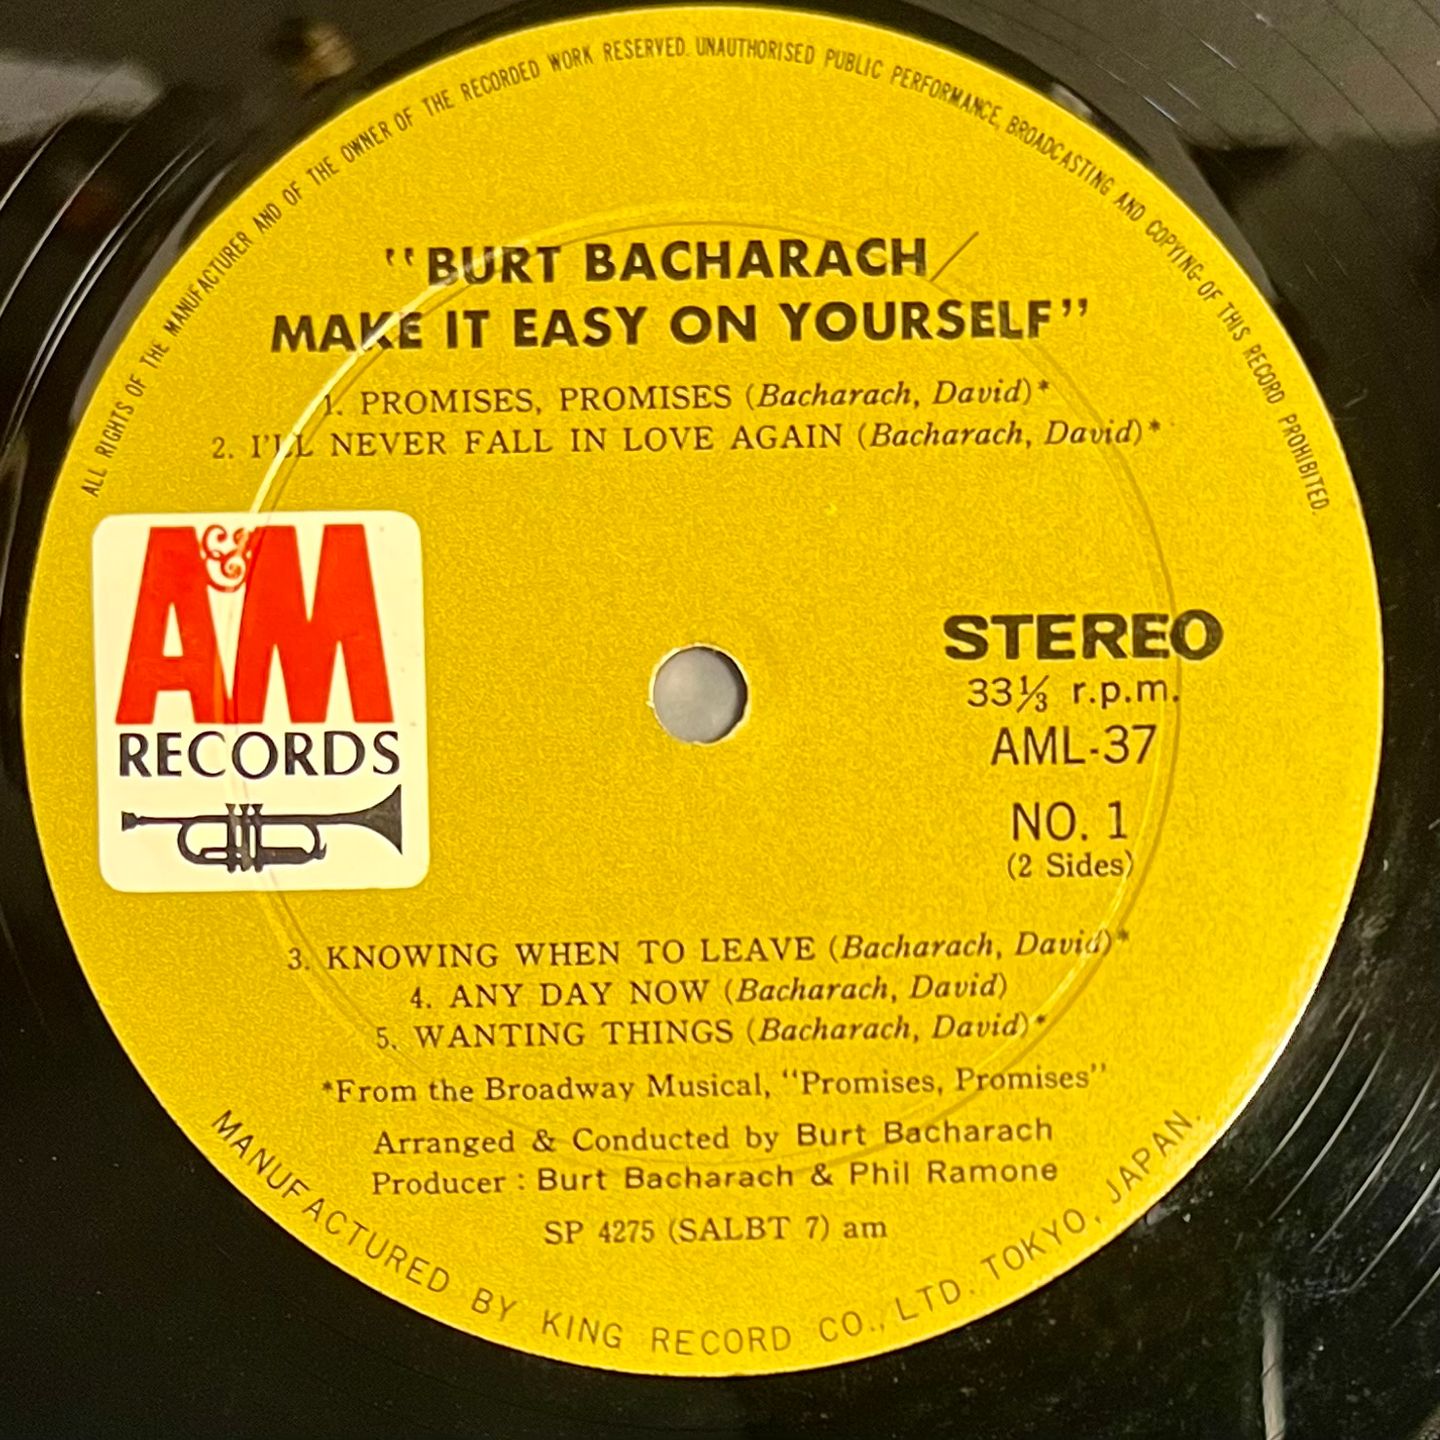 ALL RIGHTS OF THE MANUFACTURER AND OF THE OWNER OF THE RECORDED WORK RESERVED. UNAUTHORISED PUBLIC PERFORMANCE, BROADCASTING AND COPYING OF THIS RECORD PROHIBITED.
"BURT BACHARACH/
MAKE IT EASY ON YOURSELF"
1. PROMISES, PROMISES (Bacharach, David)*
2. I'LL NEVER FALL IN LOVE AGAIN (Bacharach, David)*
A&M
RECORDS
STEREO
33⅓ r.p.m.
AML-37
NO. 1
(2 Sides)
3. KNOWING WHEN TO LEAVE (Bacharach, David)*
4. ANY DAY NOW (Bacharach, David)
5. WANTING THINGS (Bacharach, David)*
*From the Broadway Musical, "Promises, Promises"
Arranged & Conducted by Burt Bacharach
Producer : Burt Bacharach & Phil Ramone
SP 4275 (SALBT 7) am
MANUFACTURED BY KING RECORD CO., LTD. TOKYO, JAPAN.